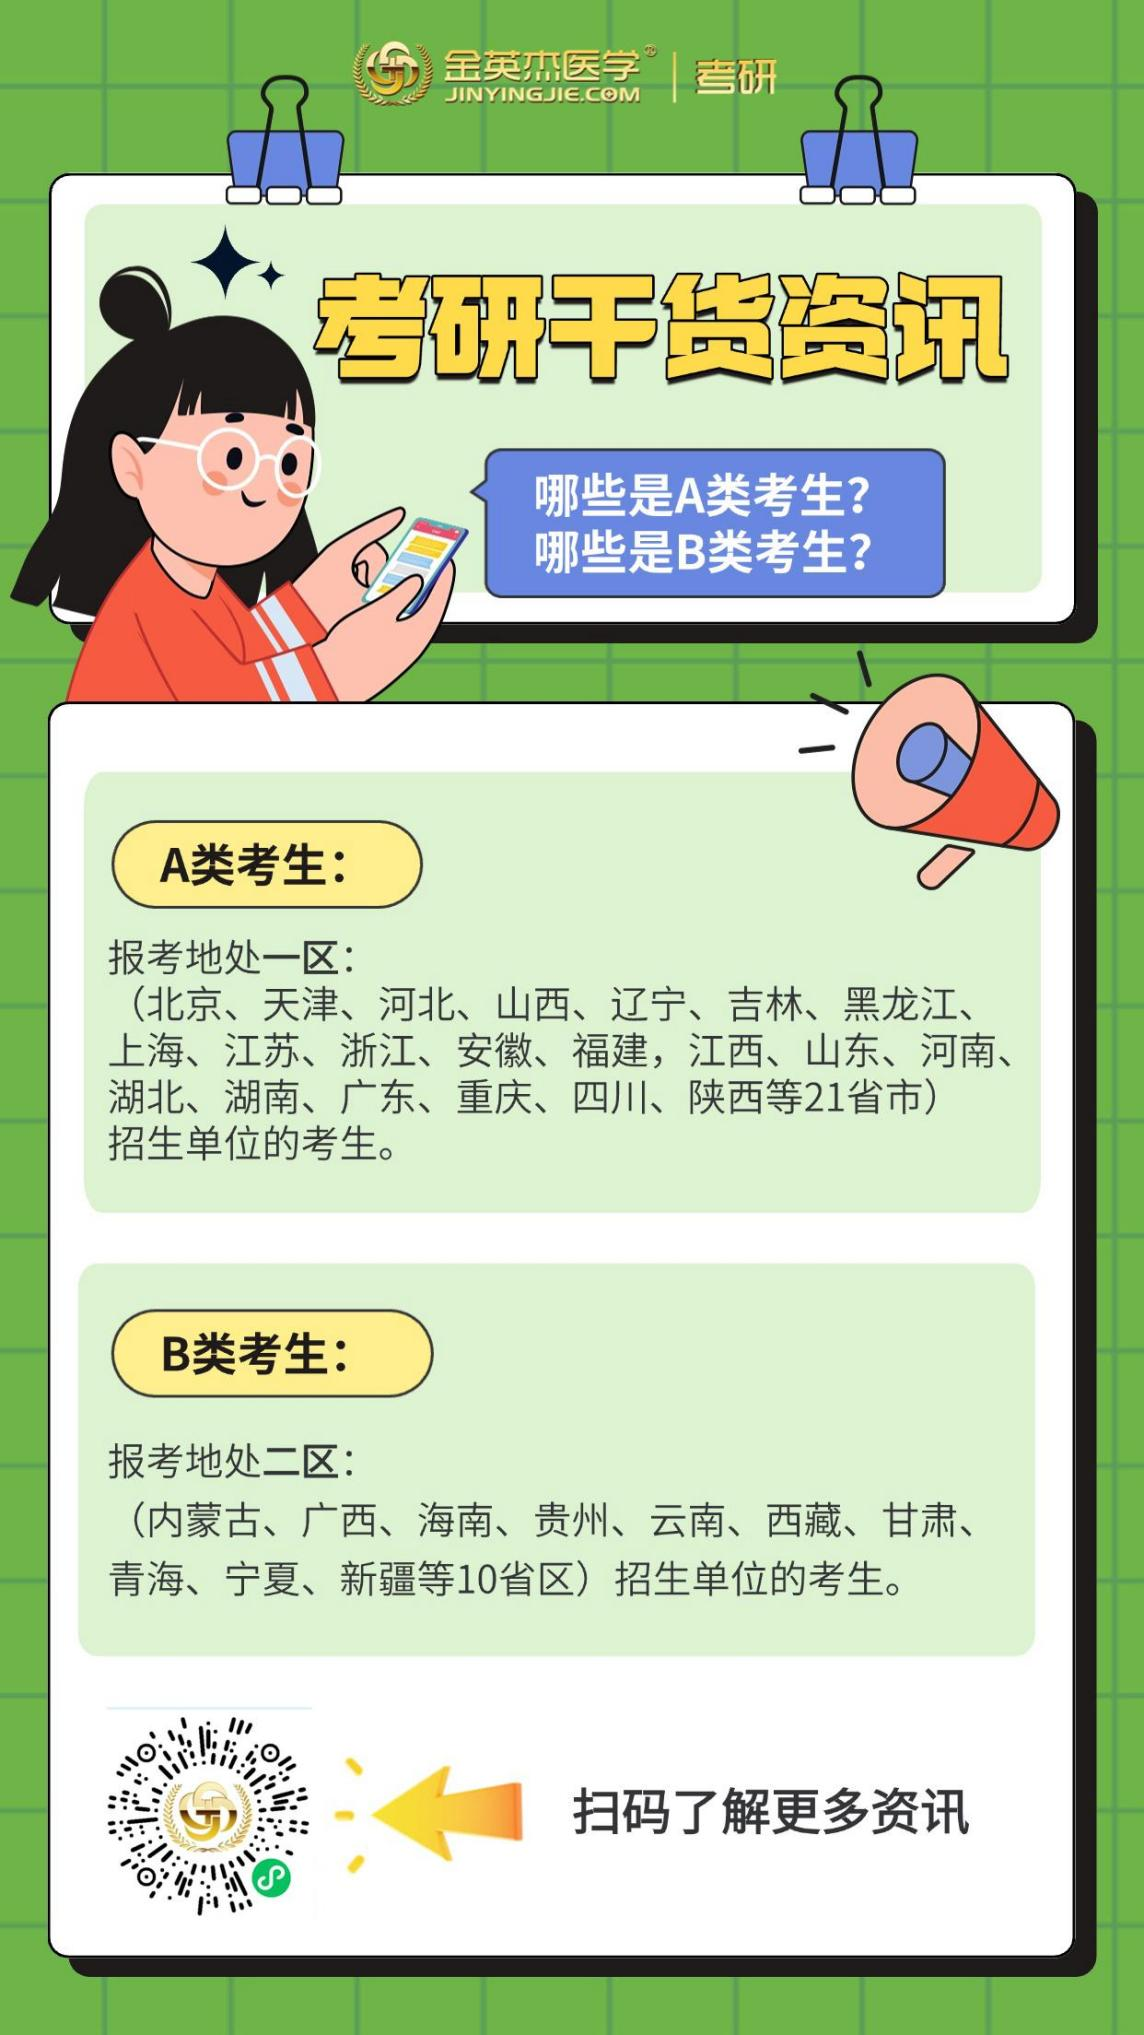 金英杰医学® | 考研
JINYINGJIE.COM
考研干货资讯
哪些是A类考生？
哪些是B类考生？
A类考生：
报考地处一区：
（北京、天津、河北、山西、辽宁、吉林、黑龙江、
上海、江苏、浙江、安徽、福建，江西、山东、河南、
湖北、湖南、广东、重庆、四川、陕西等21省市）
招生单位的考生。
B类考生：
报考地处二区：
（内蒙古、广西、海南、贵州、云南、西藏、甘肃、
青海、宁夏、新疆等10省区）招生单位的考生。
扫码了解更多资讯